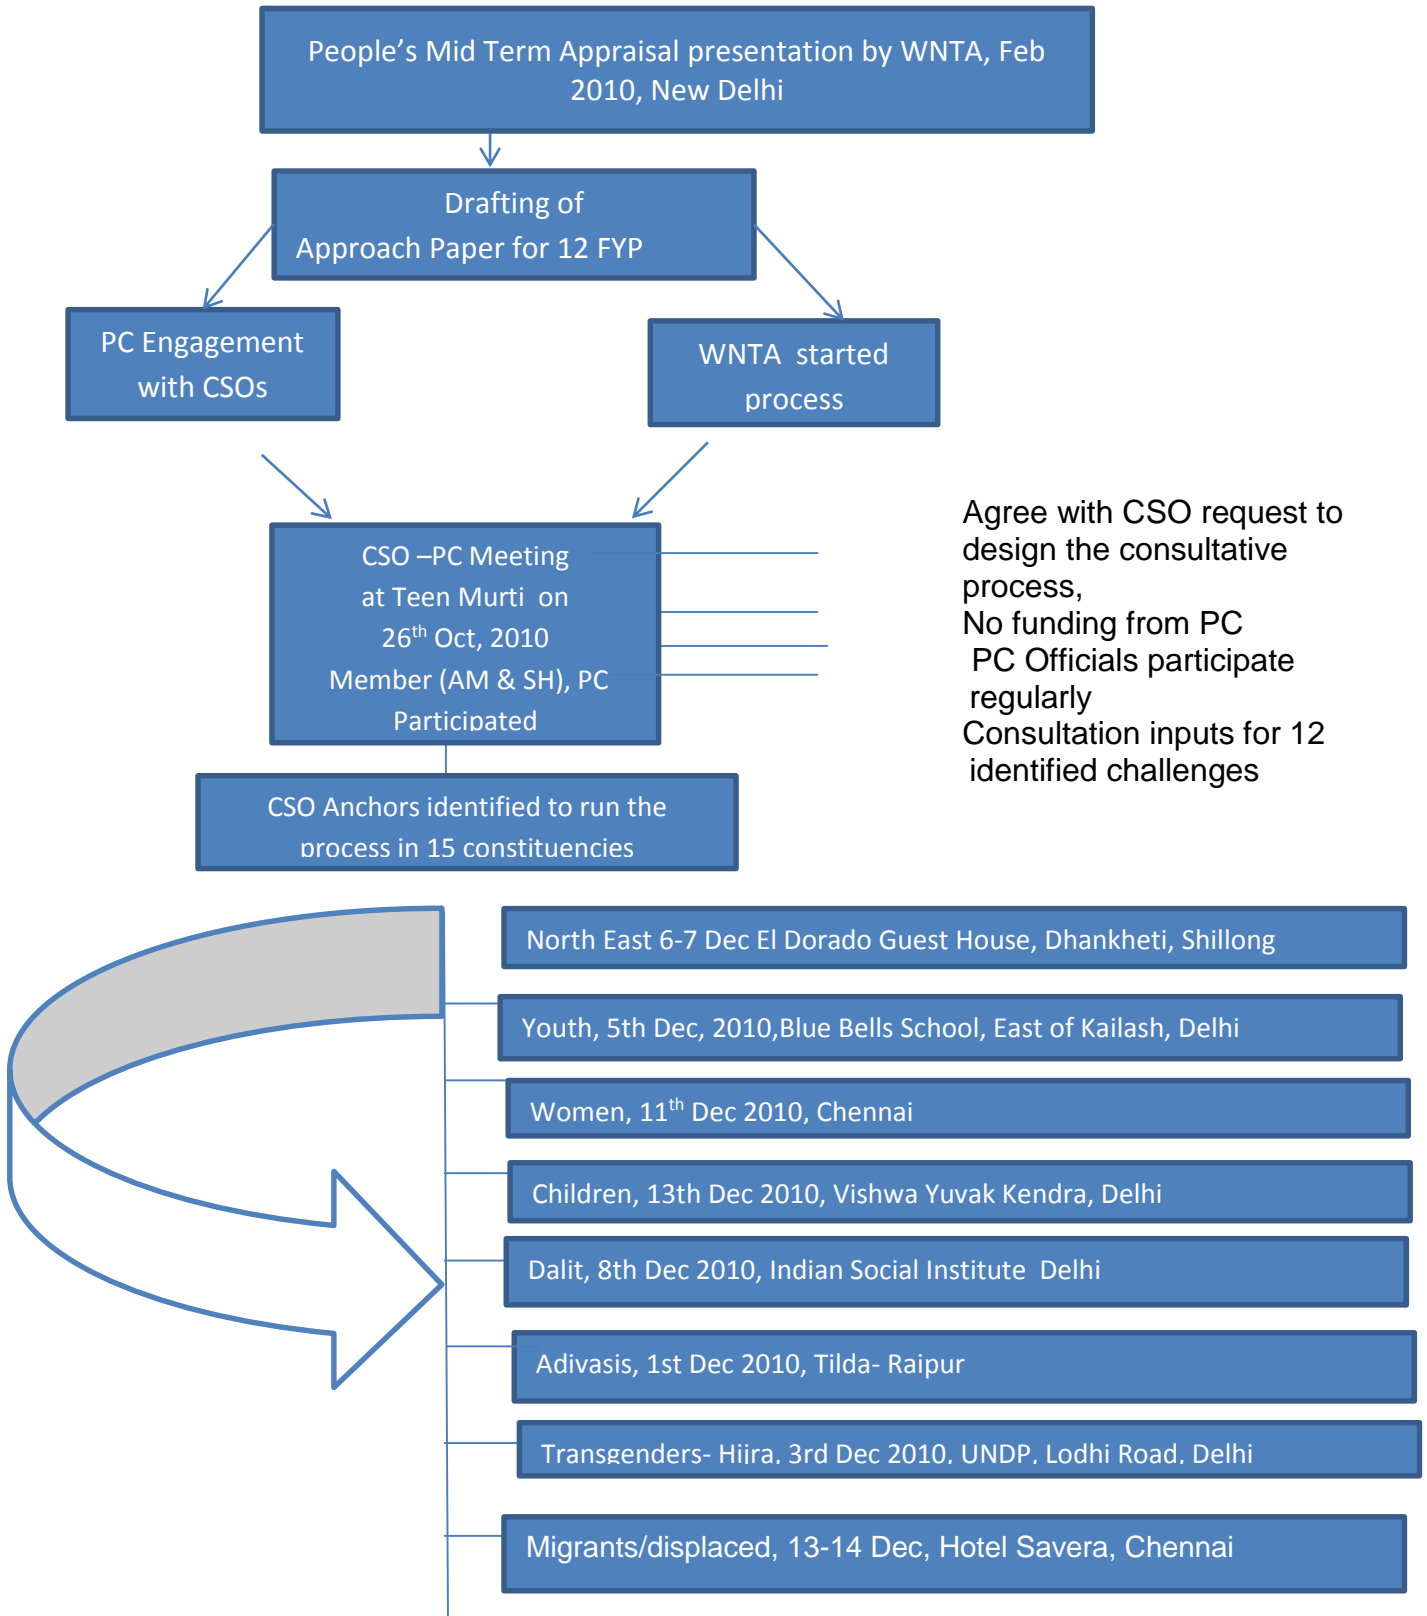 People’s Mid Term Appraisal presentation by WNTA, Feb
2010, New Delhi
Drafting of
Approach Paper for 12 FYP
PC Engagement
with CSOs
WNTA started
process
CSO –PC Meeting
at Teen Murti on
26th Oct, 2010
Member (AM & SH), PC
Participated
Agree with CSO request to
design the consultative
process,
No funding from PC
PC Officials participate
regularly
Consultation inputs for 12
identified challenges
CSO Anchors identified to run the
process in 15 constituencies
North East 6-7 Dec El Dorado Guest House, Dhankheti, Shillong
Youth, 5th Dec, 2010,Blue Bells School, East of Kailash, Delhi
Women, 11th Dec 2010, Chennai
Children, 13th Dec 2010, Vishwa Yuvak Kendra, Delhi
Dalit, 8th Dec 2010, Indian Social Institute Delhi
Adivasis, 1st Dec 2010, Tilda- Raipur
Transgenders- Hijra, 3rd Dec 2010, UNDP, Lodhi Road, Delhi
Migrants/displaced, 13-14 Dec, Hotel Savera, Chennai